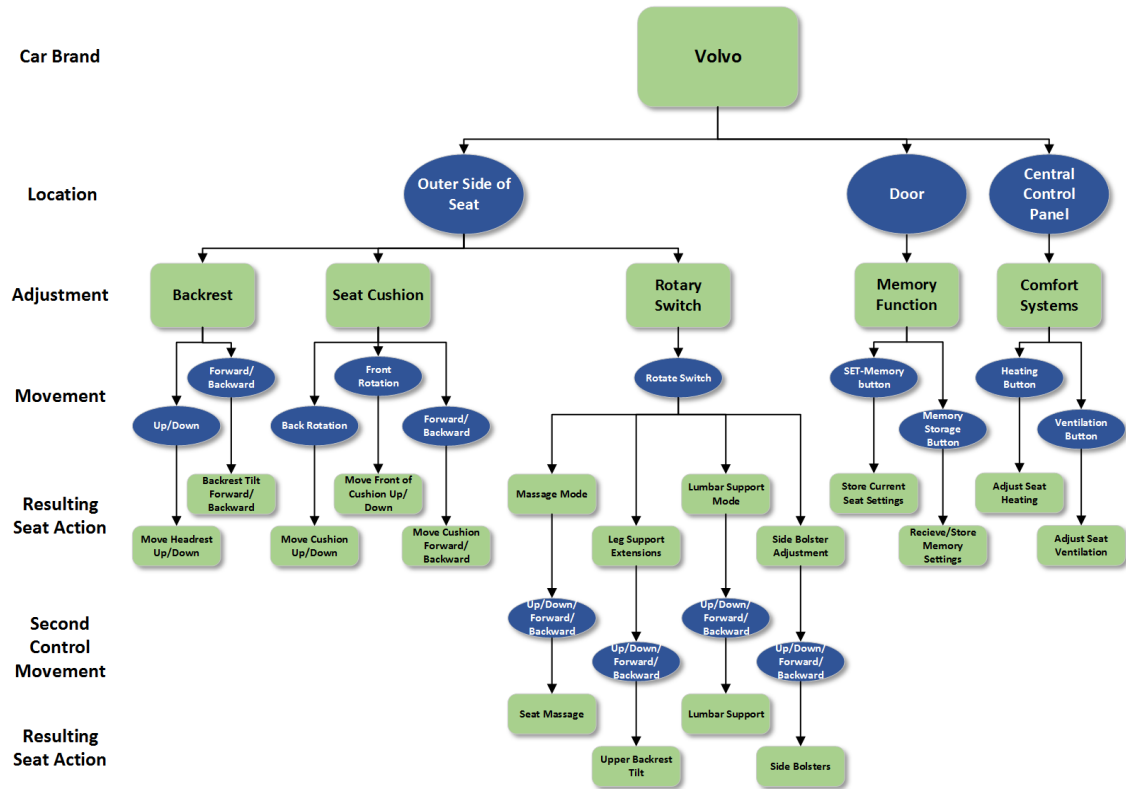 Car Brand
Volvo
Location
Outer Side of
Seat
Door
Central
Control
Panel
Adjustment
Backrest
Seat Cushion
Rotary
Switch
Memory
Function
Comfort
Systems
Movement
Up/Down
Forward/
Backward
Back Rotation
Front
Rotation
Forward/
Backward
Rotate Switch
SET-Memory
button
Memory
Storage
Button
Heating
Button
Ventilation
Button
Resulting
Seat Action
Move Headrest
Up/Down
Backrest Tilt
Forward/
Backward
Move Cushion
Up/Down
Move Front of
Cushion Up/
Down
Move Cushion
Forward/
Backward
Massage Mode
Leg Support
Extensions
Lumbar Support
Mode
Side Bolster
Adjustment
Store Current
Seat Settings
Recieve/Store
Memory
Settings
Adjust Seat
Heating
Adjust Seat
Ventilation
Second
Control
Movement
Up/Down/
Forward/
Backward
Up/Down/
Forward/
Backward
Up/Down/
Forward/
Backward
Up/Down/
Forward/
Backward
Resulting
Seat Action
Seat Massage
Upper Backrest
Tilt
Lumbar Support
Side Bolsters